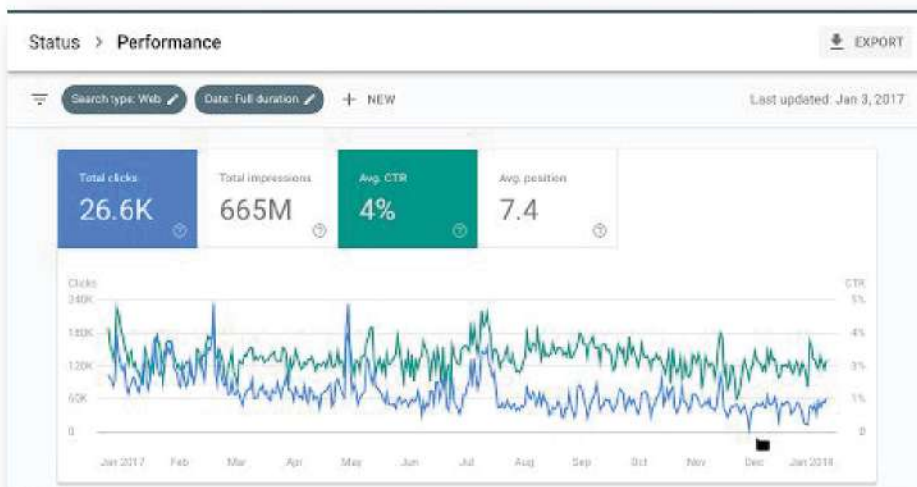 Status > Performance
EXPORT
Search type: Web
Date: Full duration
+ NEW
Last updated: Jan 3, 2017
Total clicks
26.6K
Total impressions
665M
Avg. CTR
4%
Avg. position
7.4
Clicks
CTR
240K
5%
180K
4%
120K
3%
60K
1%
0
0
Jan 2017 Feb Mar Apr May Jun Jul Aug Sep Oct Nov Dec Jan 2018